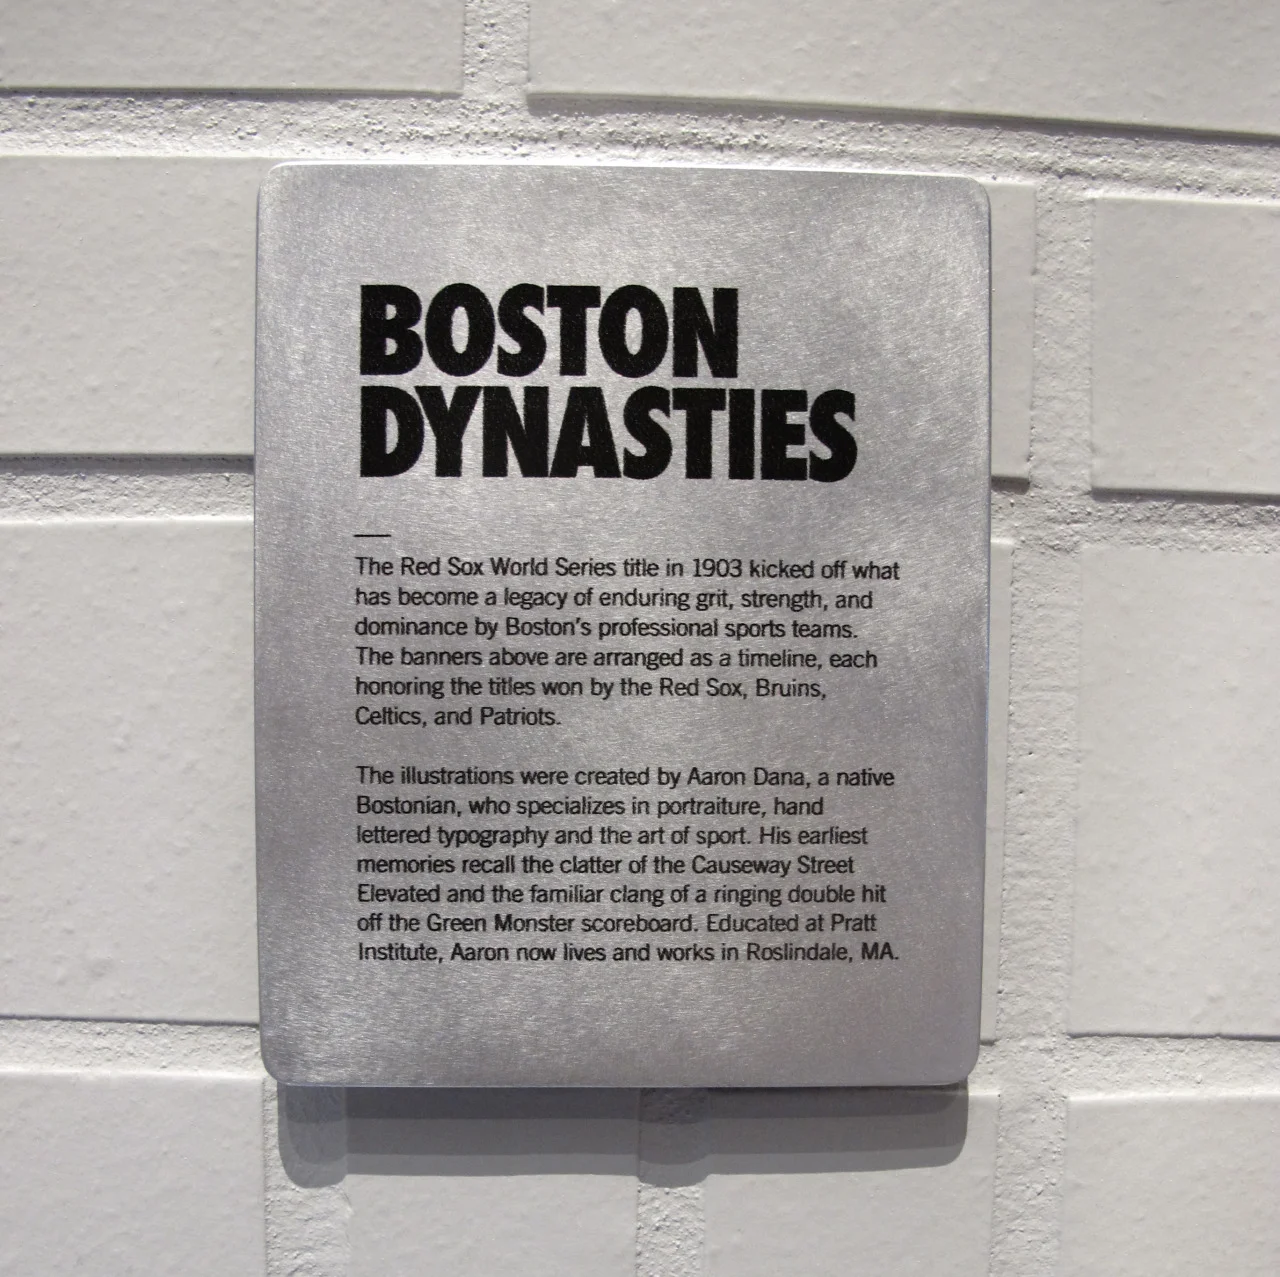 BOSTON
DYNASTIES
The Red Sox World Series title in 1903 kicked off what
has become a legacy of enduring grit, strength, and
dominance by Boston's professional sports teams.
The banners above are arranged as a timeline, each
honoring the titles won by the Red Sox, Bruins,
Celtics, and Patriots.
The illustrations were created by Aaron Dana, a native
Bostonian, who specializes in portraiture, hand
lettered typography and the art of sport. His earliest
memories recall the clatter of the Causeway Street
Elevated and the familiar clang of a ringing double hit
off the Green Monster scoreboard. Educated at Pratt
Institute, Aaron now lives and works in Roslindale, MA.